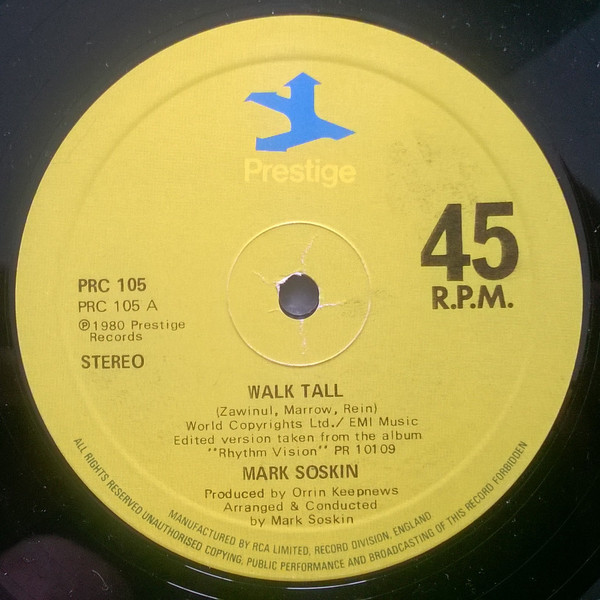 Prestige
45
R.P.M.
PRC 105
PRC 105 A
℗1980 Prestige
Records
STEREO
WALK TALL
(Zawinul, Marrow, Rein)
World Copyrights Ltd./ EMI Music
Edited version taken from the album
"Rhythm Vision" PR 10109
MARK SOSKIN
Produced by Orrin Keepnews
Arranged & Conducted
by Mark Soskin
MANUFACTURED BY RCA LIMITED, RECORD DIVISION, ENGLAND
ALL RIGHTS RESERVED UNAUTHORISED COPYING, PUBLIC PERFORMANCE AND BROADCASTING OF THIS RECORD FORBIDDEN